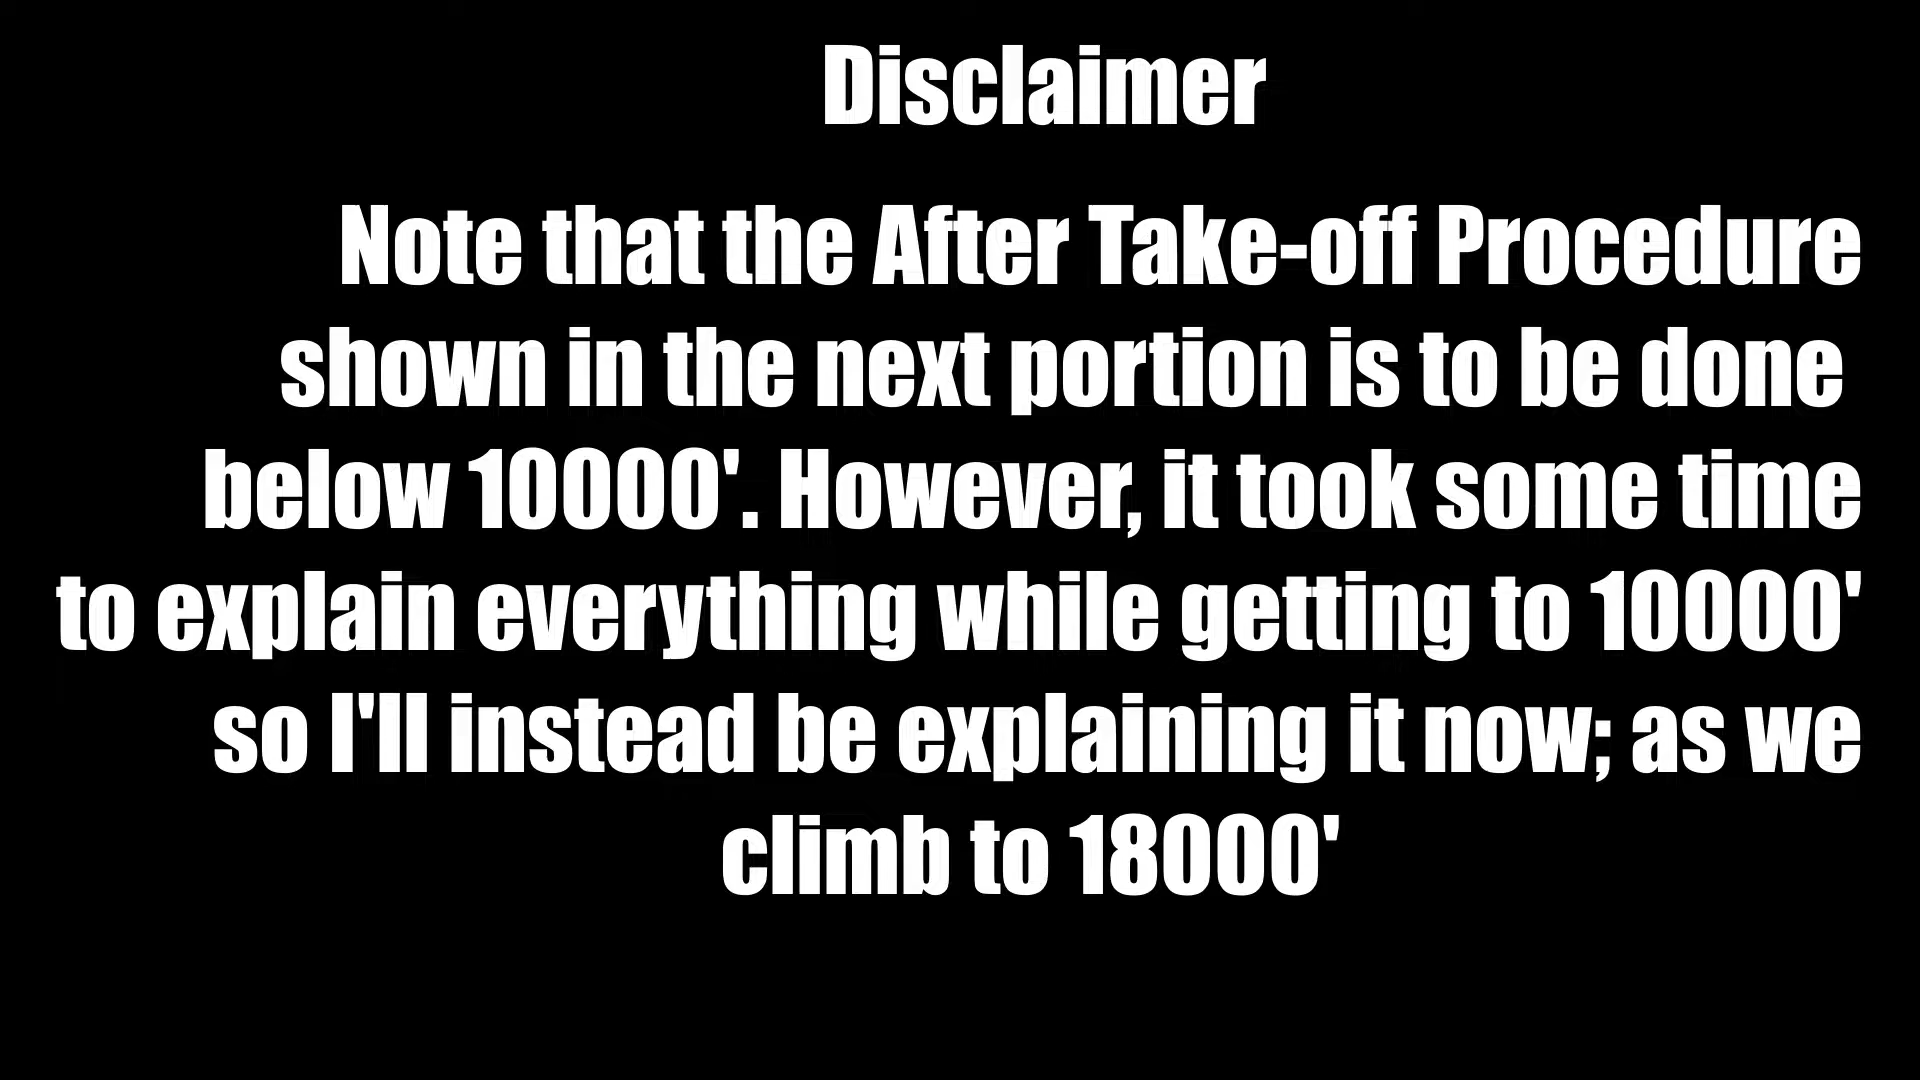 Disclaimer
Note that the After Take-off Procedure
shown in the next portion is to be done
below 10000'. However, it took some time
to explain everything while getting to 10000'
so I'll instead be explaining it now; as we
climb to 18000'